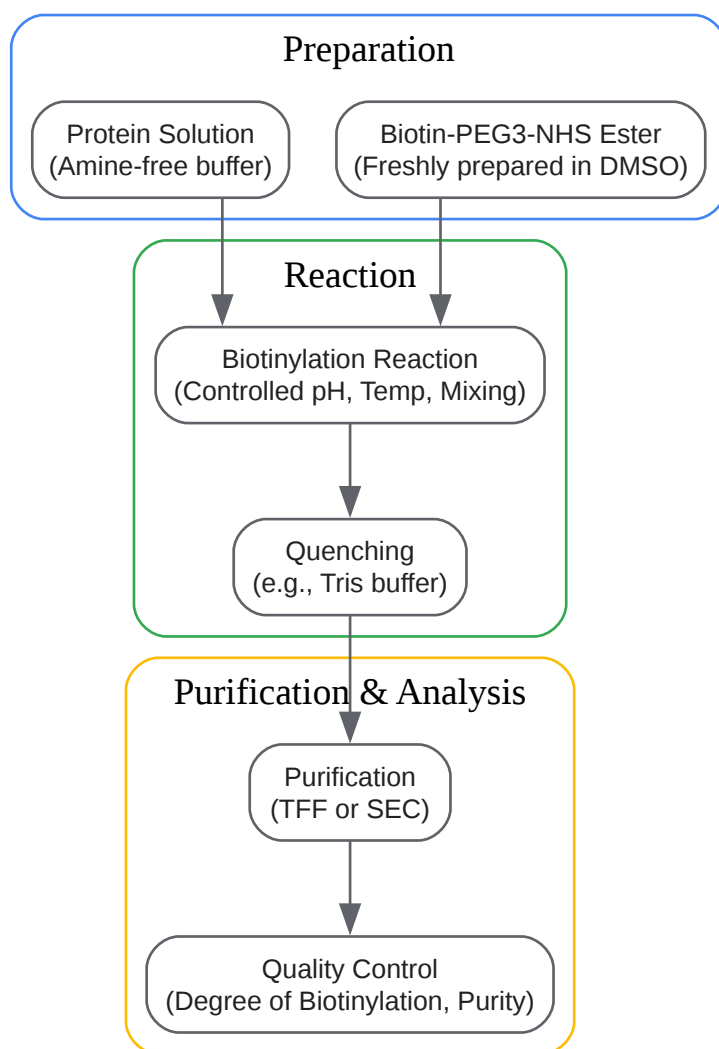 Preparation
Protein Solution
(Amine-free buffer)
Biotin-PEG3-NHS Ester
(Freshly prepared in DMSO)
Reaction
Biotinylation Reaction
(Controlled pH, Temp, Mixing)
Quenching
(e.g., Tris buffer)
Purification & Analysis
Purification
(TFF or SEC)
Quality Control
(Degree of Biotinylation, Purity)